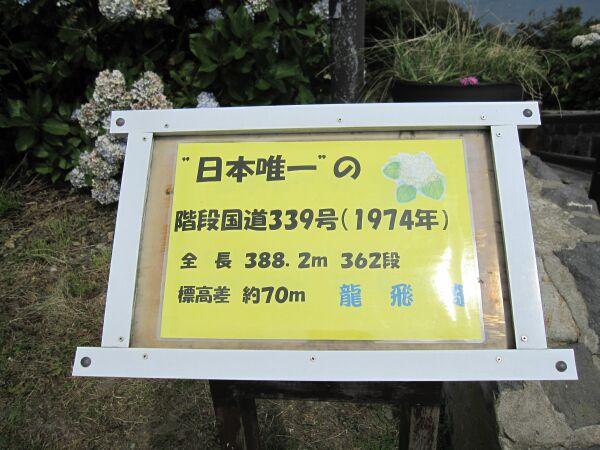 "日本唯一"の
階段国道339号(1974年)
全 長 388.2m 362段
標高差 約70m 龍 飛 崎